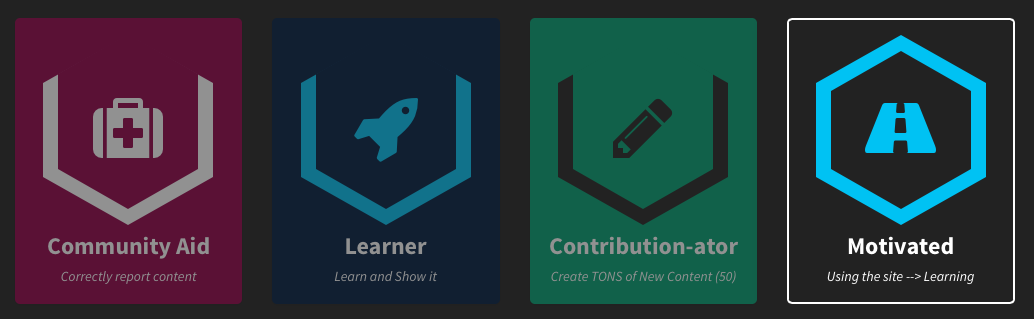 Community Aid
Correctly report content
Learner
Learn and Show it
Contribution-ator
Create TONS of New Content (50)
Motivated
Using the site --> Learning